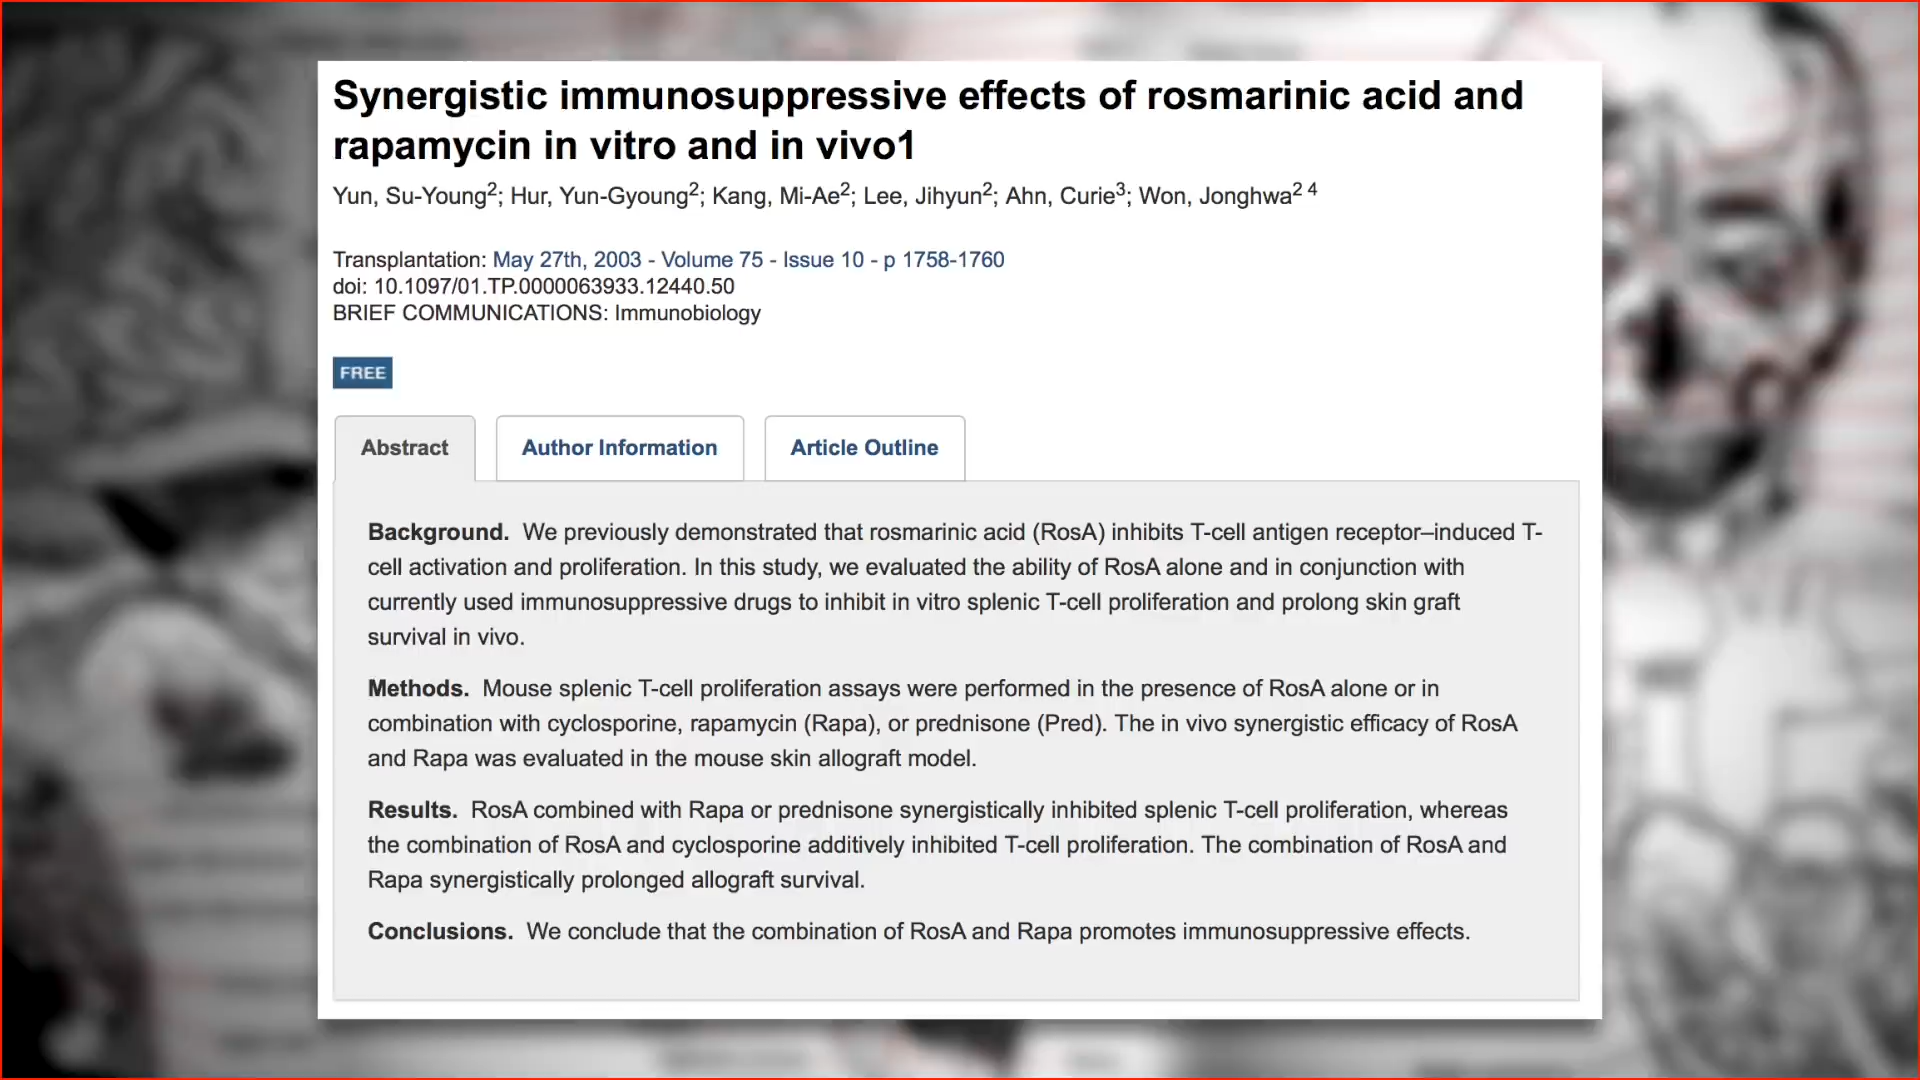 Synergistic immunosuppressive effects of rosmarinic acid and
rapamycin in vitro and in vivo1
Yun, Su-Young2; Hur, Yun-Gyoung2; Kang, Mi-Ae2; Lee, Jihyun2; Ahn, Curie3; Won, Jonghwa2 4
Transplantation: May 27th, 2003 - Volume 75 - Issue 10 - p 1758-1760
doi: 10.1097/01.TP.0000063933.12440.50
BRIEF COMMUNICATIONS: Immunobiology
FREE
Abstract
Author Information
Article Outline
Background. We previously demonstrated that rosmarinic acid (RosA) inhibits T-cell antigen receptor–induced T-
cell activation and proliferation. In this study, we evaluated the ability of RosA alone and in conjunction with
currently used immunosuppressive drugs to inhibit in vitro splenic T-cell proliferation and prolong skin graft
survival in vivo.
Methods. Mouse splenic T-cell proliferation assays were performed in the presence of RosA alone or in
combination with cyclosporine, rapamycin (Rapa), or prednisone (Pred). The in vivo synergistic efficacy of RosA
and Rapa was evaluated in the mouse skin allograft model.
Results. RosA combined with Rapa or prednisone synergistically inhibited splenic T-cell proliferation, whereas
the combination of RosA and cyclosporine additively inhibited T-cell proliferation. The combination of RosA and
Rapa synergistically prolonged allograft survival.
Conclusions. We conclude that the combination of RosA and Rapa promotes immunosuppressive effects.